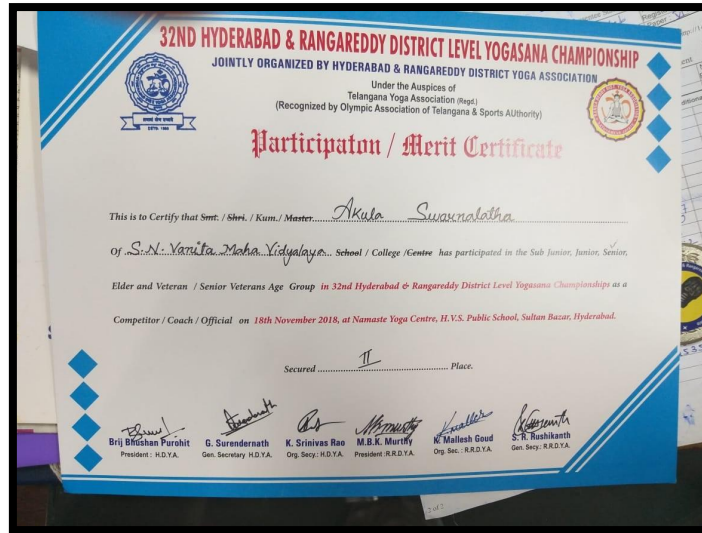 32ND HYDERABAD & RANGAREDDY DISTRICT LEVEL YOGASANA CHAMPIONSHIP
JOINTLY ORGANIZED BY HYDERABAD & RANGAREDDY DISTRICT YOGA ASSOCIATION
Under the Auspices of
Telangana Yoga Association (Regd.)
(Recognized by Olympic Association of Telangana & Sports AUthority)
Participaton / Merit Certificate
This is to Certify that Smt. / Shri. / Kum./ Master Akula Swarnalatha
Of S.N. Vanita Maha Vidyalaya School / College /Centre has participated in the Sub Junior, Junior, Senior,
Elder and Veteran / Senior Veterans Age Group in 32nd Hyderabad & Rangareddy District Level Yogasana Championships as a
Competitor / Coach / Official on 18th November 2018, at Namaste Yoga Centre, H.V.S. Public School, Sultan Bazar, Hyderabad.
Secured II Place.
Brij Bhushan Purohit G. Surendernath K. Srinivas Rao M.B.K. Murthy K. Mallesh Goud S. R. Rushikanth
President : H.D.Y.A. Gen. Secretary H.D.Y.A. Org. Secy.: H.D.Y.A. President :R.R.D.Y.A. Org. Sec. : R.R.D.Y.A. Gen. Secy.: R.R.D.Y.A.
2 of 2